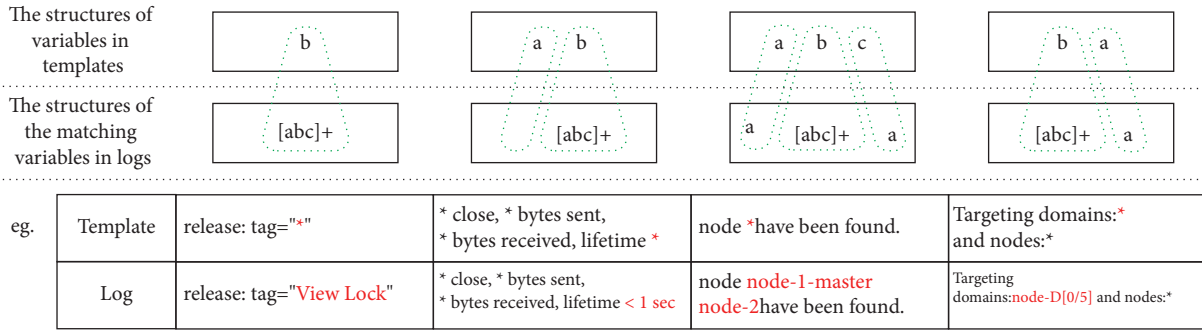 The structures of
variables in
templates
b
a b
a b c
b a
The structures of
the matching
variables in logs
[abc]+
[abc]+
a [abc]+ a
[abc]+ a
eg.
Template
release: tag="*"
* close, * bytes sent,
* bytes received, lifetime *
node *have been found.
Targeting domains:*
and nodes:*
Log
release: tag="View Lock"
* close, * bytes sent,
* bytes received, lifetime < 1 sec
node node-1-master
node-2have been found.
Targeting
domains:node-D[0/5] and nodes:*